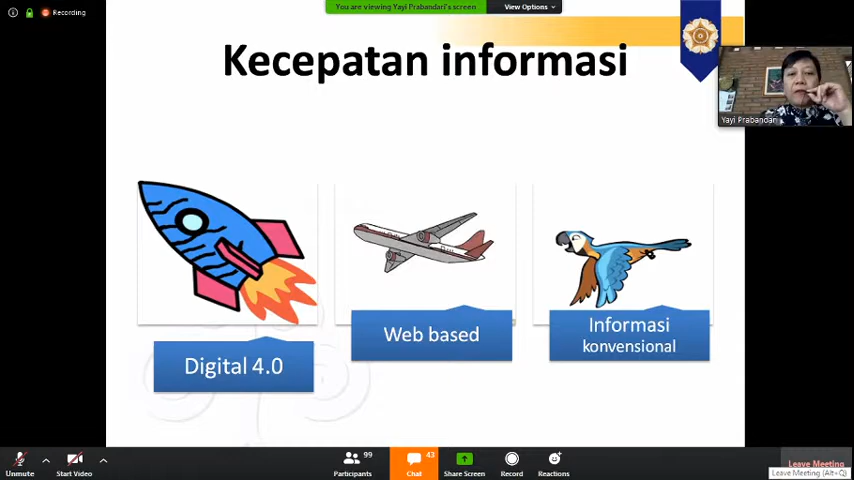 Recording
You are viewing Yayi Prabandari's screen
View Options
Kecepatan informasi
Yayi Prabandari
Digital 4.0
Web based
Informasi
konvensional
Unmute
Start Video
99
Participants
43
Chat
Share Screen
Record
Reactions
Leave Meeting
Leave Meeting (Alt+Q)